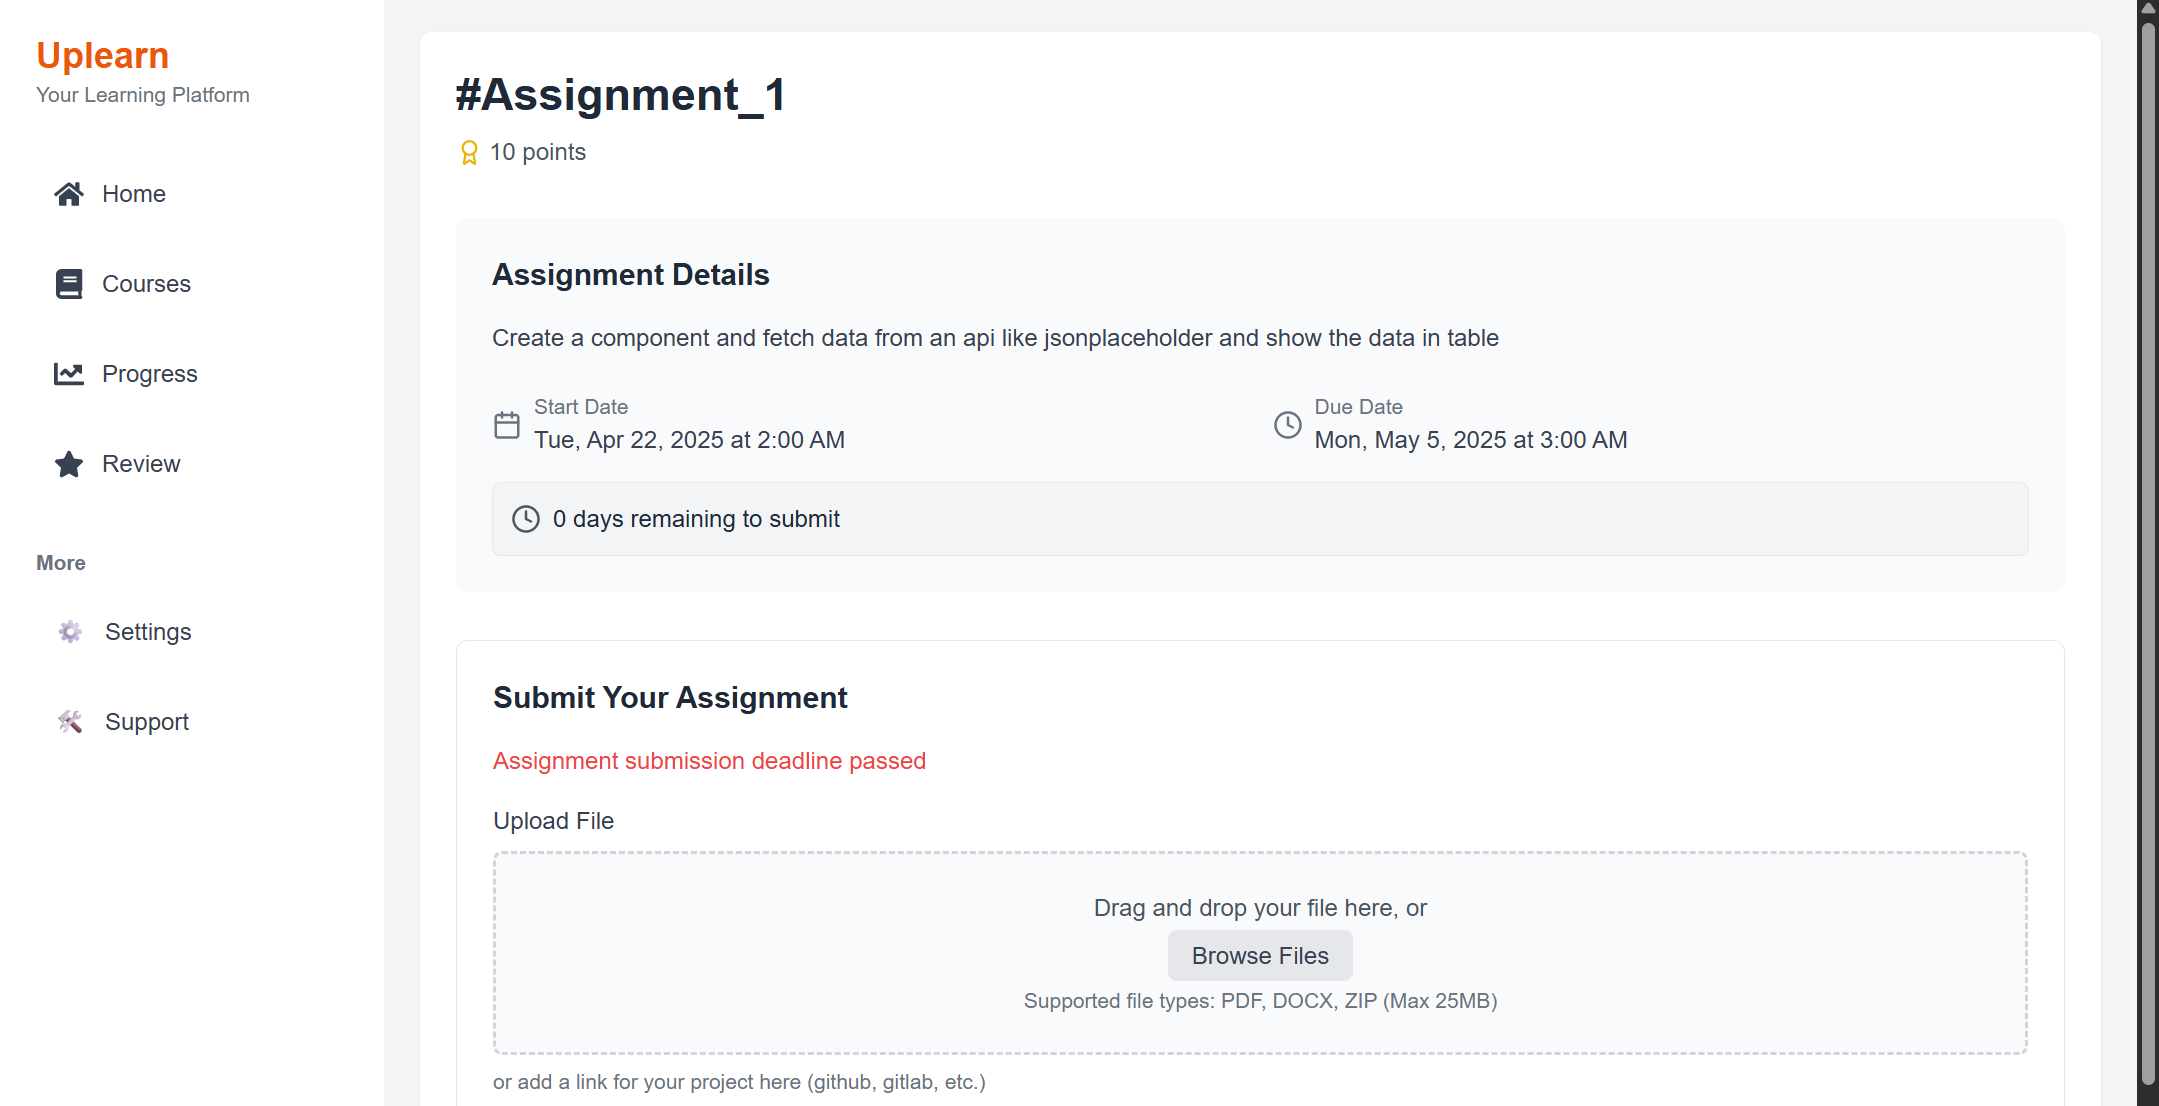 Uplearn
Your Learning Platform
Home
Courses
Progress
Review
More
Settings
Support
#Assignment_1
10 points
Assignment Details
Create a component and fetch data from an api like jsonplaceholder and show the data in table
Start Date
Tue, Apr 22, 2025 at 2:00 AM
Due Date
Mon, May 5, 2025 at 3:00 AM
0 days remaining to submit
Submit Your Assignment
Assignment submission deadline passed
Upload File
Drag and drop your file here, or
Browse Files
Supported file types: PDF, DOCX, ZIP (Max 25MB)
or add a link for your project here (github, gitlab, etc.)